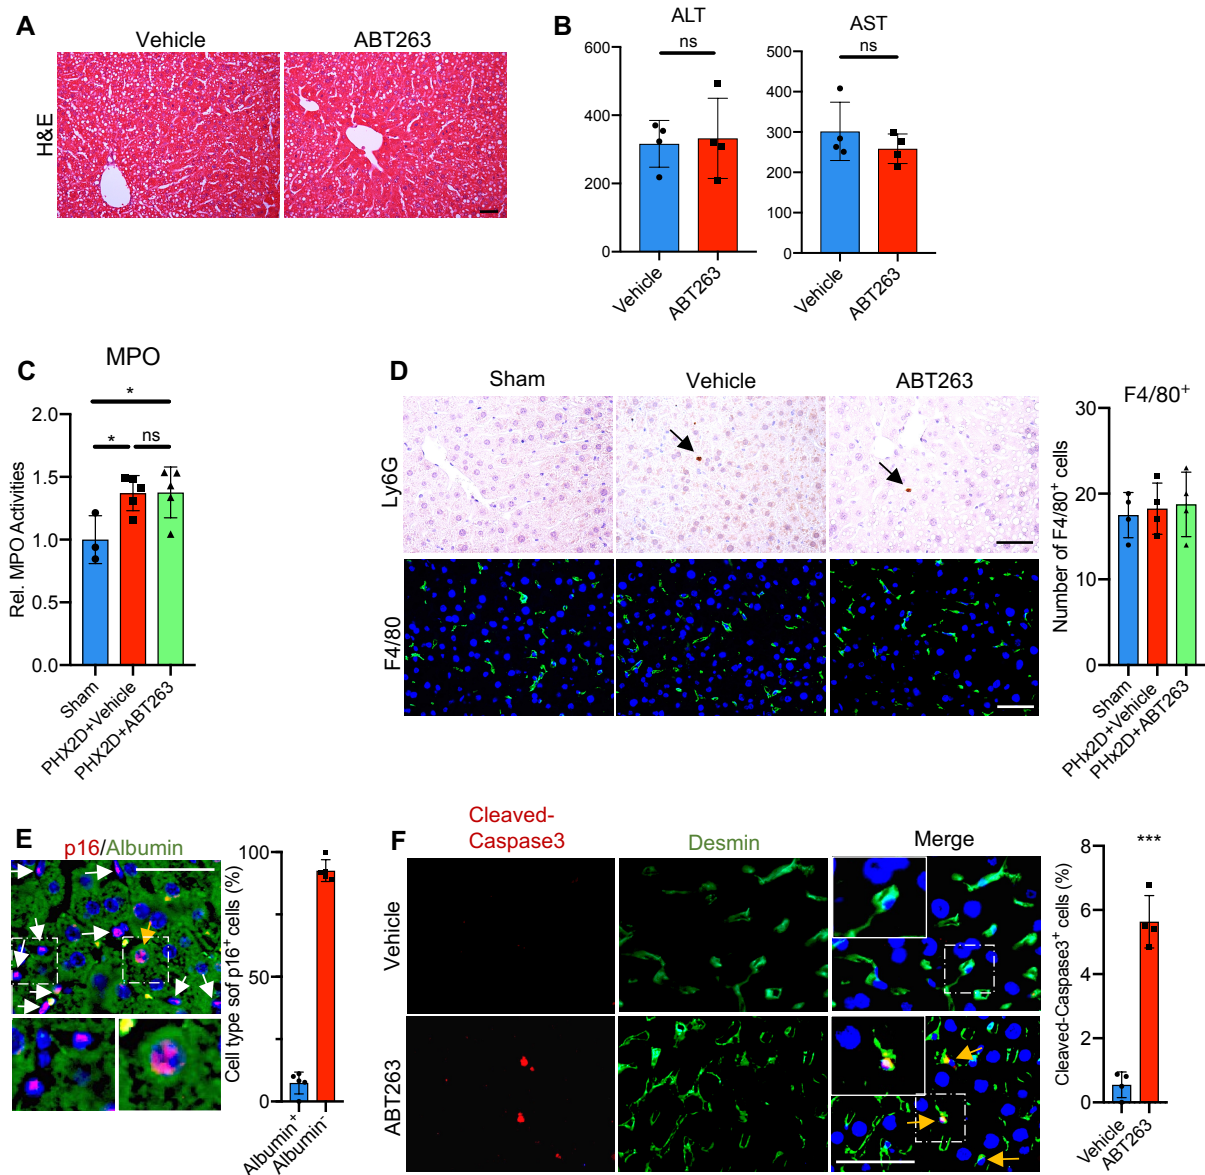 A
Vehicle
ABT263
H&E
B
ALT
ns
600
400
200
0
Vehicle
ABT263
AST
ns
500
400
300
200
100
0
Vehicle
ABT263
C
MPO
*
*
ns
Rel. MPO Activities
2.0
1.5
1.0
0.5
0.0
Sham
PHX2D+Vehicle
PHX2D+ABT263
D
Sham
Vehicle
ABT263
Ly6G
F4/80
F4/80+
Number of F4/80+ cells
30
20
10
0
Sham
PHx2D+Vehicle
PHx2D+ABT263
E
p16/Albumin
Cell type sof p16+ cells (%)
100
50
0
Albumin+
Albumin-
F
Cleaved-
Caspase3
Desmin
Merge
Vehicle
ABT263
***
Cleaved-Caspase3+ cells (%)
8
6
4
2
0
Vehicle
ABT263